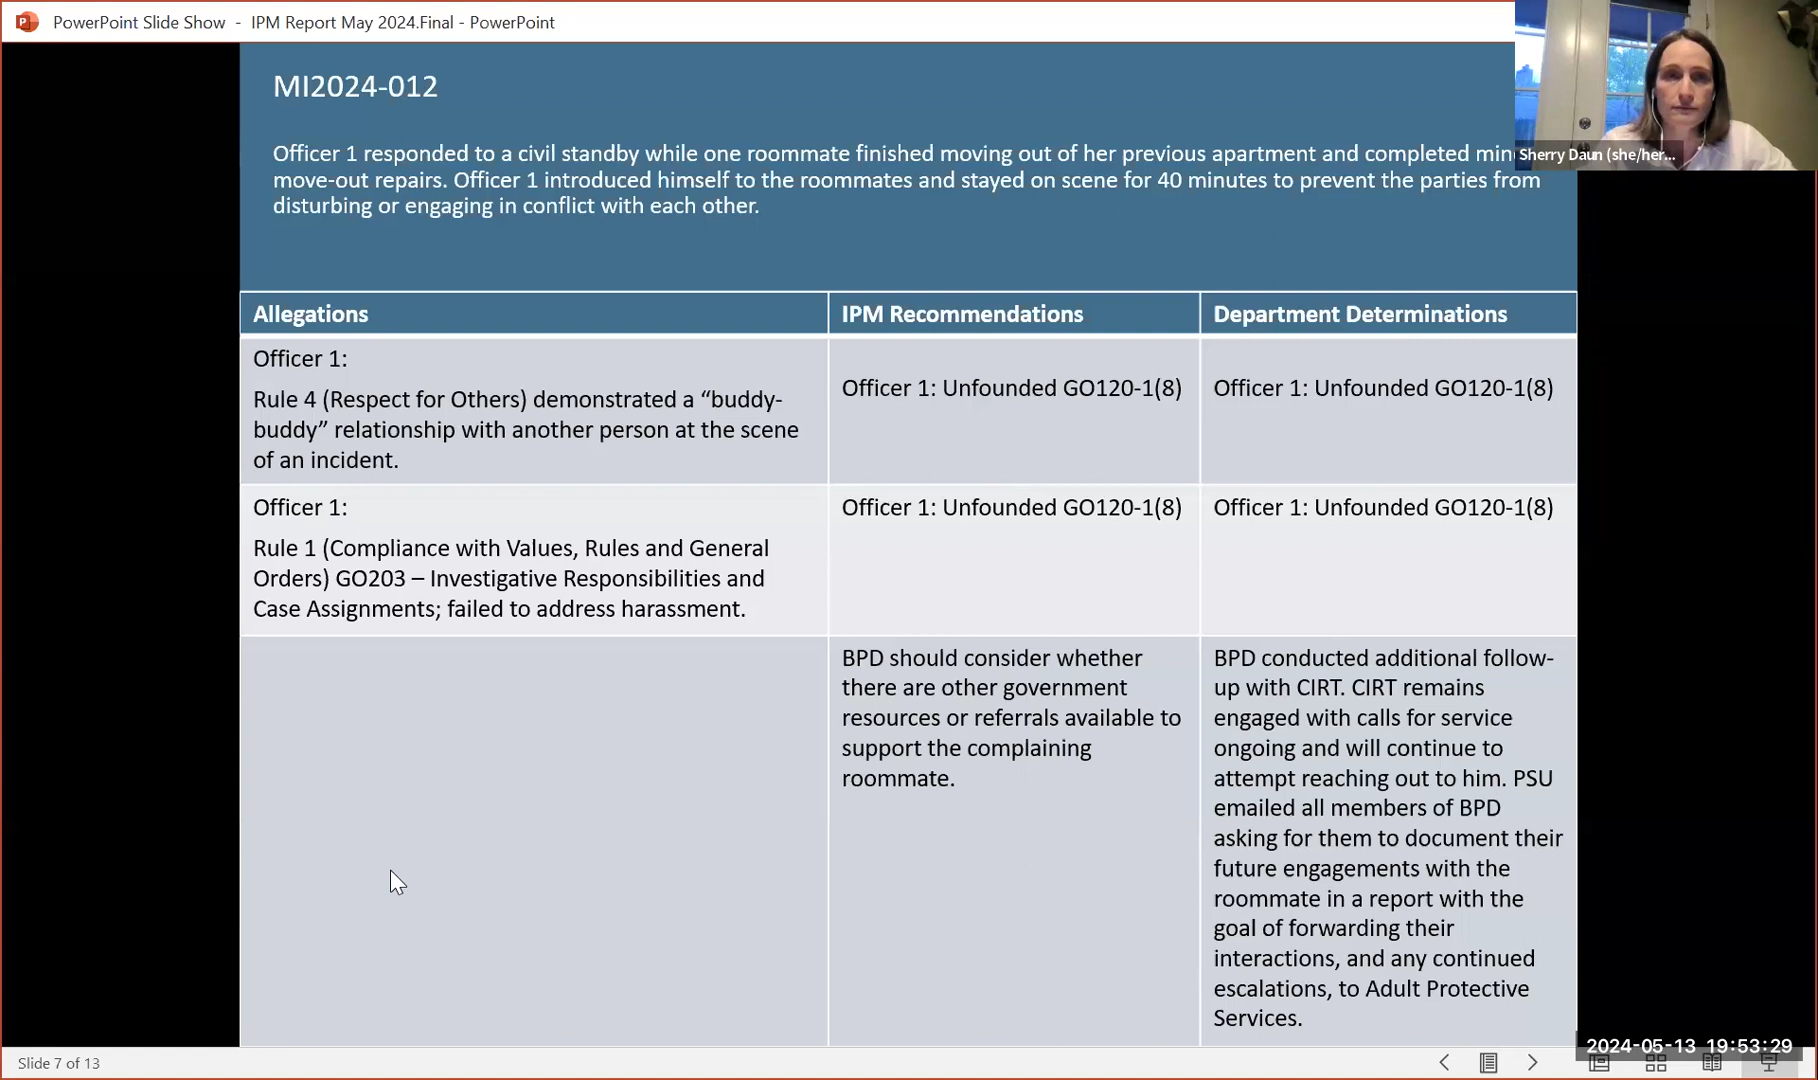 PowerPoint Slide Show - IPM Report May 2024.Final - PowerPoint
Sherry Daun (she/her...
MI2024-012
Officer 1 responded to a civil standby while one roommate finished moving out of her previous apartment and completed
move-out repairs. Officer 1 introduced himself to the roommates and stayed on scene for 40 minutes to prevent the parties from
disturbing or engaging in conflict with each other.
Allegations
IPM Recommendations
Department Determinations
Officer 1:
Rule 4 (Respect for Others) demonstrated a “buddy-
buddy” relationship with another person at the scene
of an incident.
Officer 1: Unfounded GO120-1(8)
Officer 1: Unfounded GO120-1(8)
Officer 1:
Rule 1 (Compliance with Values, Rules and General
Orders) GO203 – Investigative Responsibilities and
Case Assignments; failed to address harassment.
Officer 1: Unfounded GO120-1(8)
Officer 1: Unfounded GO120-1(8)
BPD should consider whether
there are other government
resources or referrals available to
support the complaining
roommate.
BPD conducted additional follow-
up with CIRT. CIRT remains
engaged with calls for service
ongoing and will continue to
attempt reaching out to him. PSU
emailed all members of BPD
asking for them to document their
future engagements with the
roommate in a report with the
goal of forwarding their
interactions, and any continued
escalations, to Adult Protective
Services.
Slide 7 of 13
2024-05-13 19:53:29